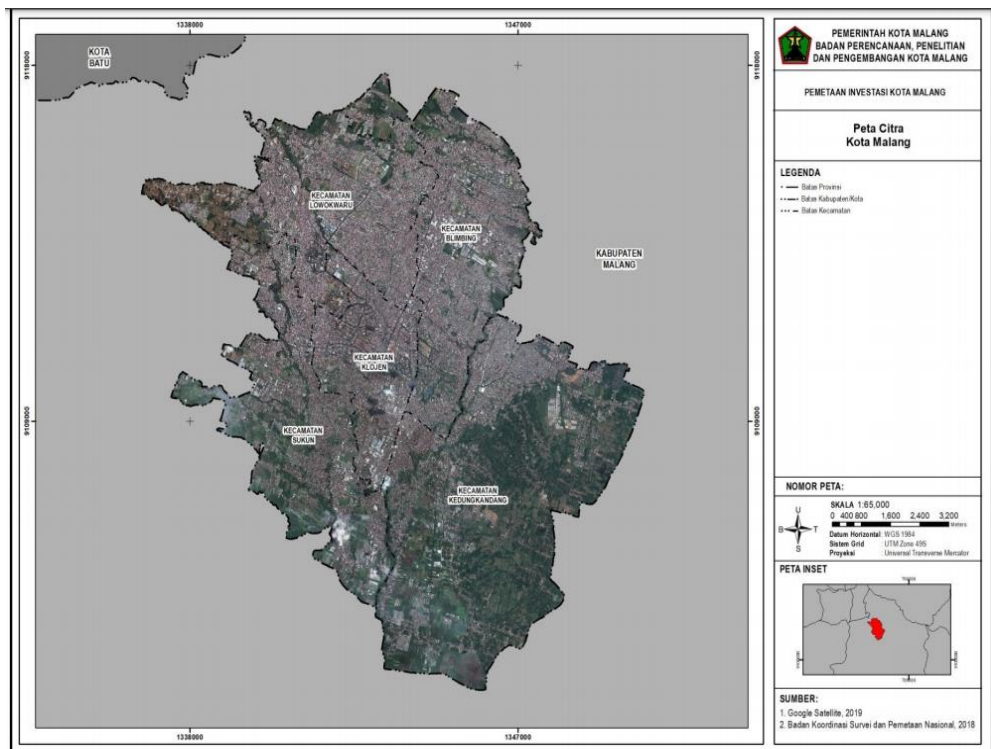 1338000
1347000
KOTA
BATU
9118000
9118000
KECAMATAN
LOWOKWARU
KECAMATAN
BLIMBING
KABUPATEN
MALANG
KECAMATAN
KLOJEN
9109000
9109000
KECAMATAN
SUKUN
KECAMATAN
KEDUNGKANDANG
1338000
1347000
PEMERINTAH KOTA MALANG
BADAN PERENCANAAN, PENELITIAN
DAN PENGEMBANGAN KOTA MALANG
PEMETAAN INVESTASI KOTA MALANG
Peta Citra
Kota Malang
LEGENDA
Batas Provinsi
Batas Kabupaten/Kota
Batas Kecamatan
NOMOR PETA:
U
B T
S
SKALA 1:65,000
0 400 800 1,600 2,400 3,200
Meters
Datum Horizontal : WGS 1984
Sistem Grid : UTM Zone 49S
Proyeksi : Universal Transverse Mercator
PETA INSET
SUMBER:
1. Google Satellite, 2019
2. Badan Koordinasi Survei dan Pemetaan Nasional, 2018